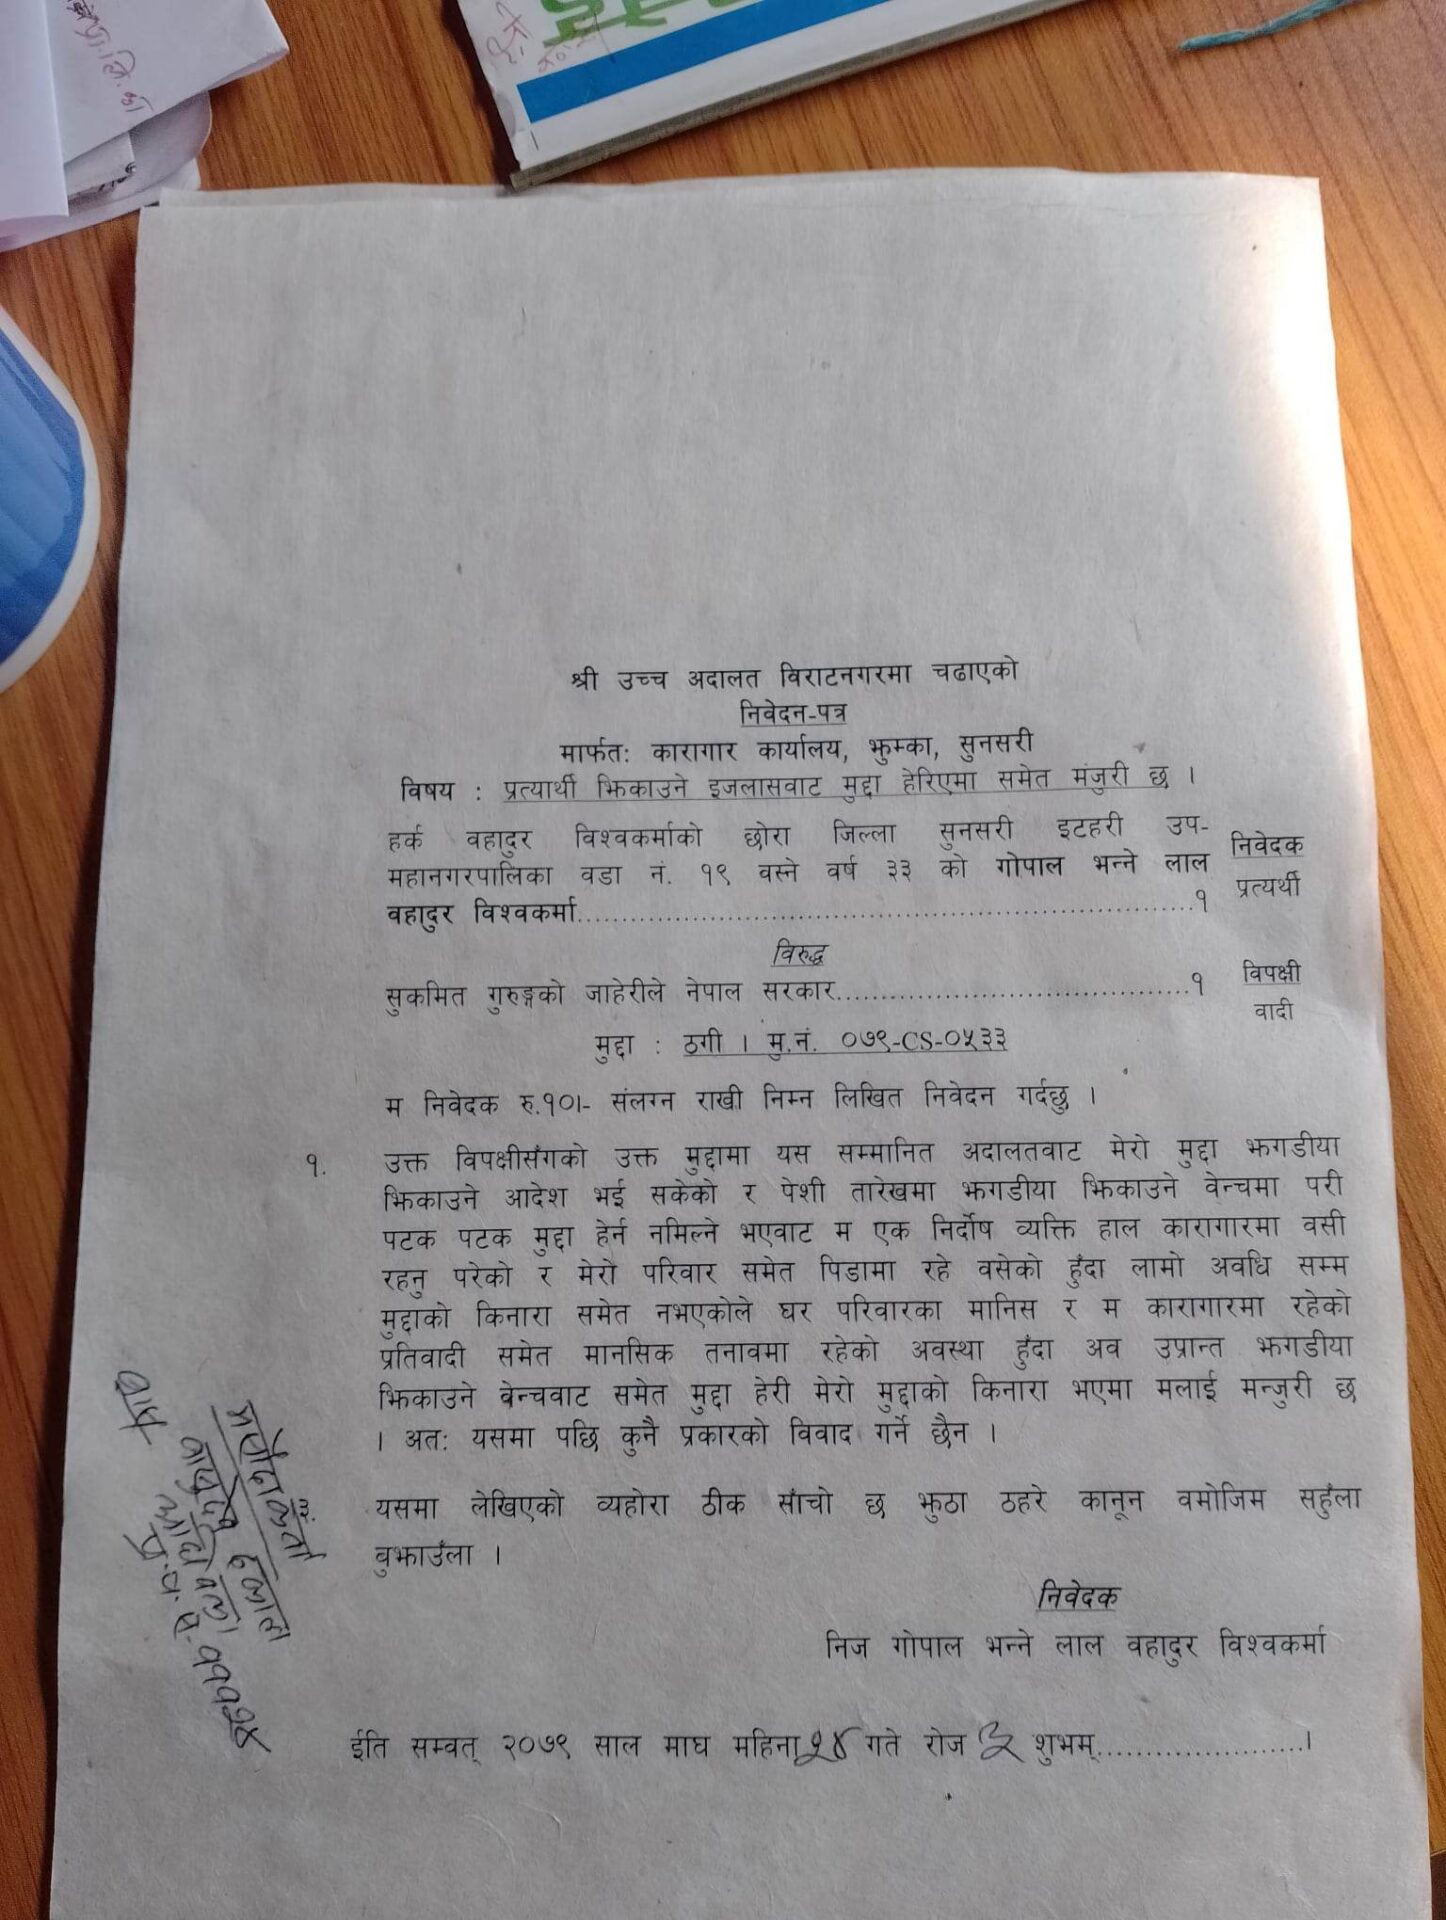 प्रा.लि.को
श्री उच्च अदालत विराटनगरमा चढाएको
निवेदन-पत्र
मार्फत: कारागार कार्यालय, झुम्का, सुनसरी
विषय : प्रत्यार्थी झिकाउने इजलासवाट मुद्दा हेरिएमा समेत मंजुरी छ ।
हर्क वहादुर विश्वकर्माको छोरा जिल्ला सुनसरी इटहरी उप-
महानगरपालिका वडा नं. १९ वस्ने वर्ष ३३ को गोपाल भन्ने लाल
वहादुर विश्वकर्मा..............................................................१
निवेदक
प्रत्यर्थी
विरुद्ध
सुकमित गुरुङ्गको जाहेरीले नेपाल सरकार.....................................१
विपक्षी
वादी
मुद्दा : ठगी । मु.नं. ०७९-CS-०५३३
म निवेदक रु.१०।- संलग्न राखी निम्न लिखित निवेदन गर्दछु ।
१. उक्त विपक्षीसंगको उक्त मुद्दामा यस सम्मानित अदालतवाट मेरो मुद्दा झगडीया
झिकाउने आदेश भई सकेको र पेशी तारेखमा झगडीया झिकाउने वेन्चमा परी
पटक पटक मुद्दा हेर्न नमिल्ने भएवाट म एक निर्दोष व्यक्ति हाल कारागारमा वसी
रहनु परेको र मेरो परिवार समेत पिडामा रहे वसेको हुँदा लामो अवधि सम्म
मुद्दाको किनारा समेत नभएकोले घर परिवारका मानिस र म कारागारमा रहेको
प्रतिवादी समेत मानसिक तनावमा रहेको अवस्था हुँदा अव उप्रान्त झगडीया
झिकाउने बेन्चवाट समेत मुद्दा हेरी मेरो मुद्दाको किनारा भएमा मलाई मन्जुरी छ
। अत: यसमा पछि कुनै प्रकारको विवाद गर्ने छैन ।
यसमा लेखिएको व्यहोरा ठीक साँचो छ झुठा ठहरे कानून वमोजिम सहुँला
वुझाउँला ।
निवेदक
निज गोपाल भन्ने लाल वहादुर विश्वकर्मा
ईति सम्वत् २०७९ साल माघ महिना २४ गते रोज ३ शुभम्......................।
मस्यौदाकर्ता
प्र.प.नं. १११२४